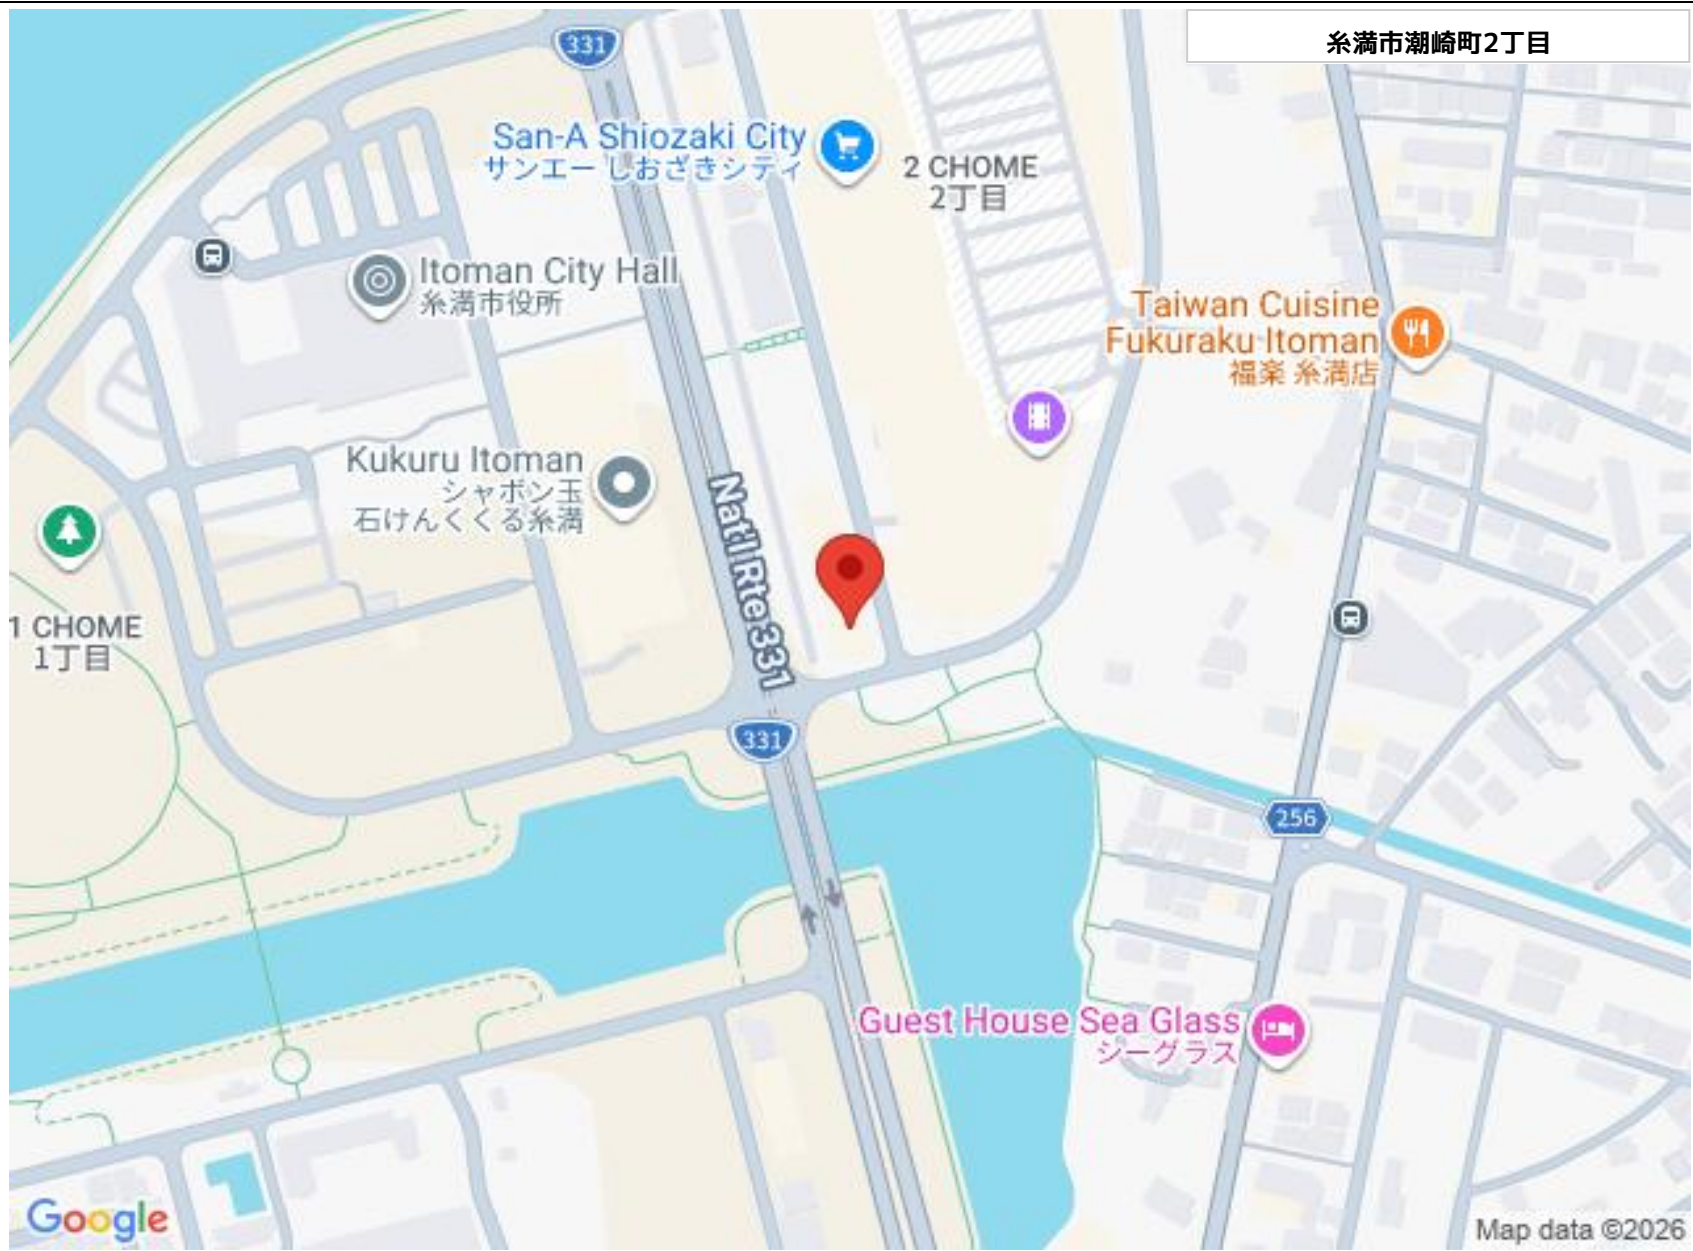 糸満市潮崎町2丁目
331
San-A Shiozaki City
サンエー しおざきシティ
2 CHOME
2丁目
Itoman City Hall
糸満市役所
Taiwan Cuisine
Fukuraku Itoman
福楽 糸満店
Kukuru Itoman
シャボン玉
石けんくくる糸満
Nat'l Rte 331
1 CHOME
1丁目
331
256
Guest House Sea Glass
シーグラス
Google
Map data ©2026